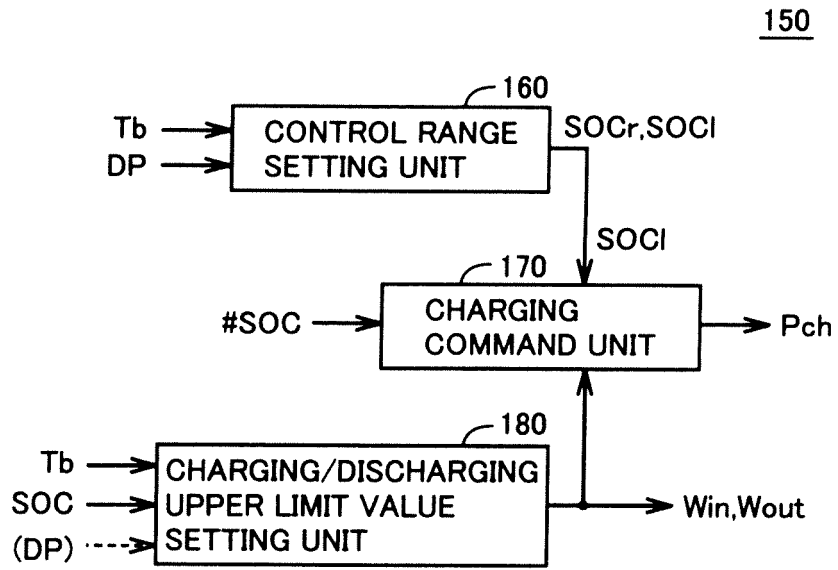 150
160
Tb
DP
CONTROL RANGE
SETTING UNIT
SOCr,SOCl
SOCl
170
#SOC
CHARGING
COMMAND UNIT
Pch
180
Tb
SOC
(DP)
CHARGING/DISCHARGING
UPPER LIMIT VALUE
SETTING UNIT
Win,Wout